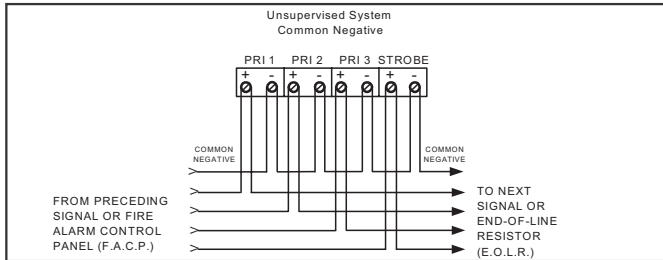 Unsupervised System
Common Negative
PRI 1 PRI 2 PRI 3 STROBE
+ - + - + - + -
COMMON
NEGATIVE
COMMON
NEGATIVE
FROM PRECEDING
SIGNAL OR FIRE
ALARM CONTROL
PANEL (F.A.C.P.)
TO NEXT
SIGNAL OR
END-OF-LINE
RESISTOR
(E.O.L.R.)